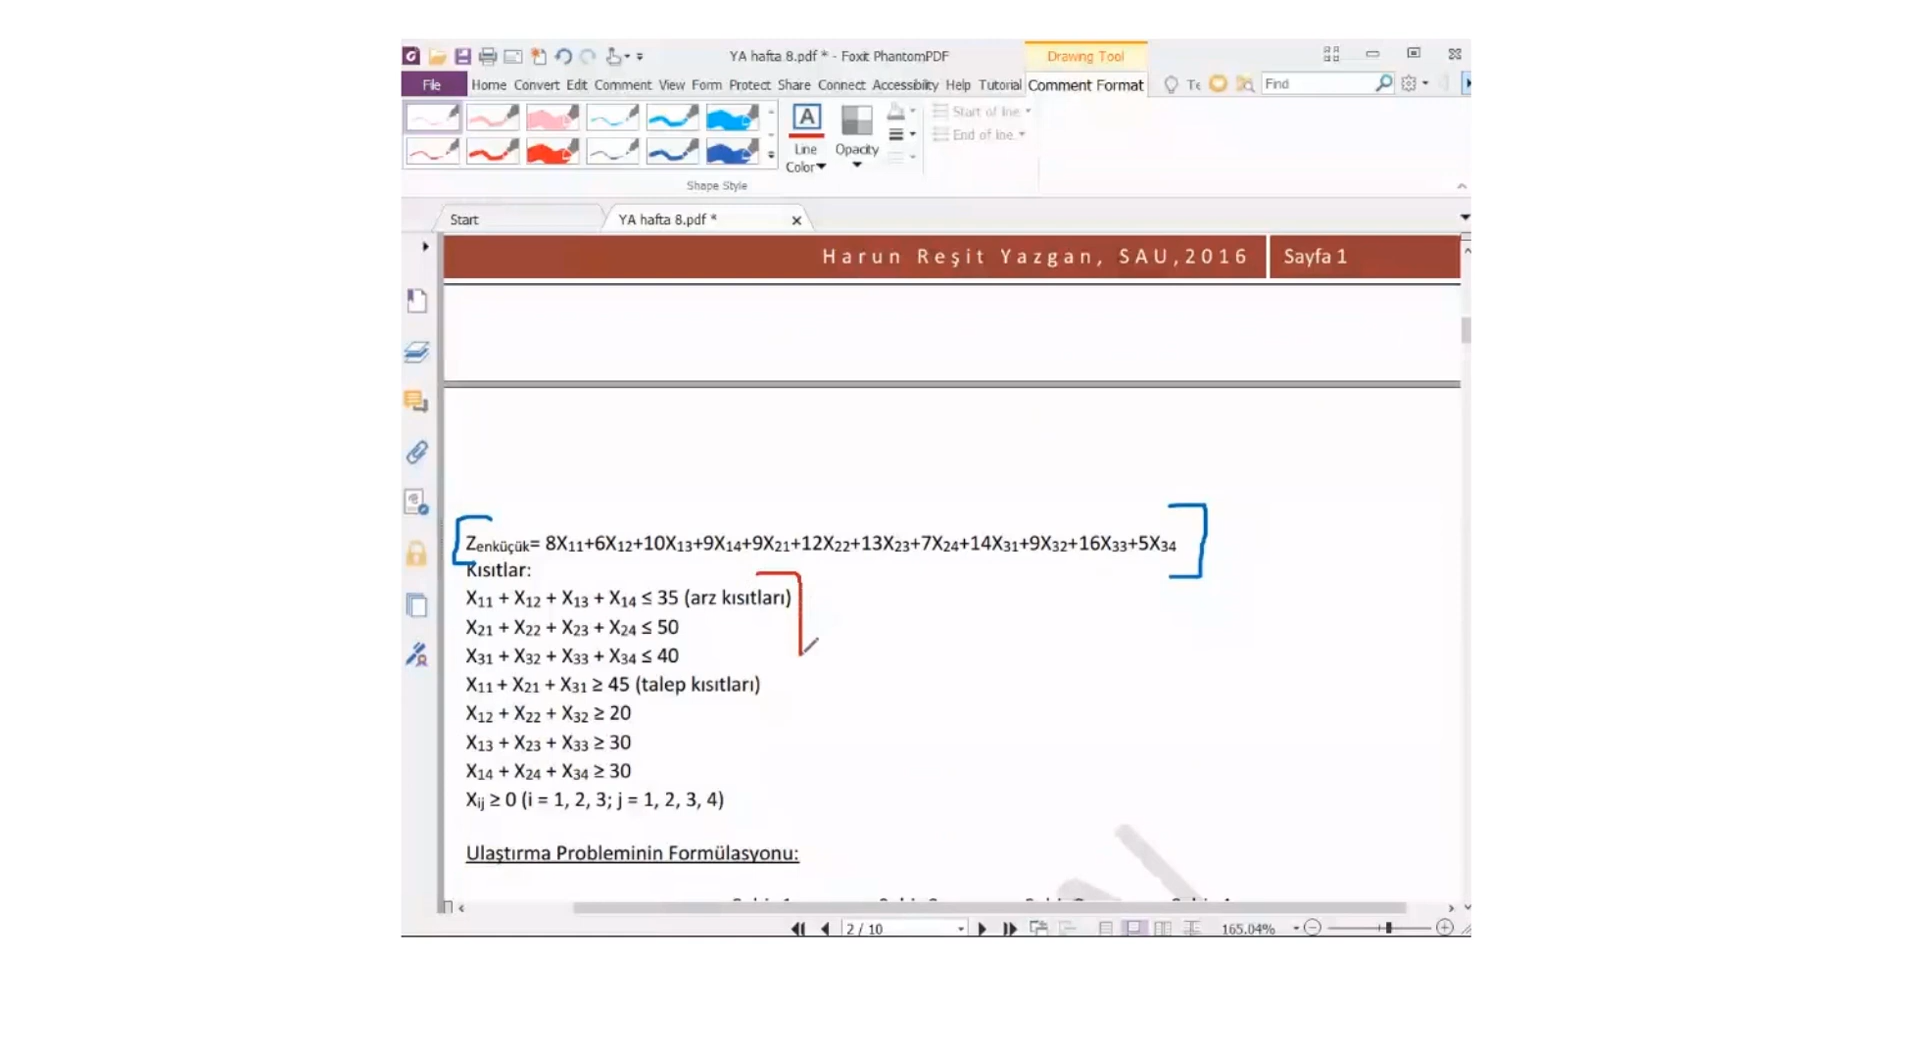 YA hafta 8.pdf * - Foxit PhantomPDF
Drawing Tool
File Home Convert Edit Comment View Form Protect Share Connect Accessibility Help Tutorial Comment Format Te Find
Start of line
End of line
Line Color
Opacity
Shape Style
Start
YA hafta 8.pdf *
Harun Reşit Yazgan, SAU,2016 Sayfa 1
Zenküçük= 8X11+6X12+10X13+9X14+9X21+12X22+13X23+7X24+14X31+9X32+16X33+5X34
Kısıtlar:
X11 + X12 + X13 + X14 ≤ 35 (arz kısıtları)
X21 + X22 + X23 + X24 ≤ 50
X31 + X32 + X33 + X34 ≤ 40
X11 + X21 + X31 ≥ 45 (talep kısıtları)
X12 + X22 + X32 ≥ 20
X13 + X23 + X33 ≥ 30
X14 + X24 + X34 ≥ 30
Xij ≥ 0 (i = 1, 2, 3; j = 1, 2, 3, 4)
Ulaştırma Probleminin Formülasyonu:
2 / 10
165.04%